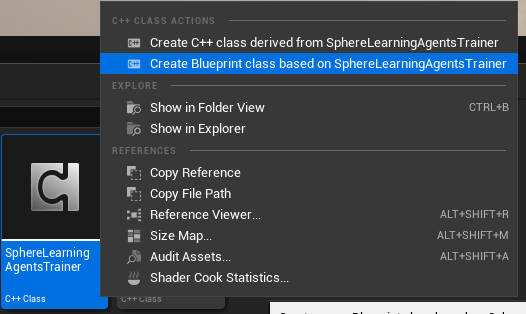 C++ CLASS ACTIONS
Create C++ class derived from SphereLearningAgentsTrainer
Create Blueprint class based on SphereLearningAgentsTrainer
EXPLORE
Show in Folder View CTRL+B
Show in Explorer
REFERENCES
Copy Reference
Copy File Path
Reference Viewer... ALT+SHIFT+R
Size Map... ALT+SHIFT+M
Audit Assets... ALT+SHIFT+A
Shader Cook Statistics...
SphereLearning
AgentsTrainer
C++ Class
C++ Class